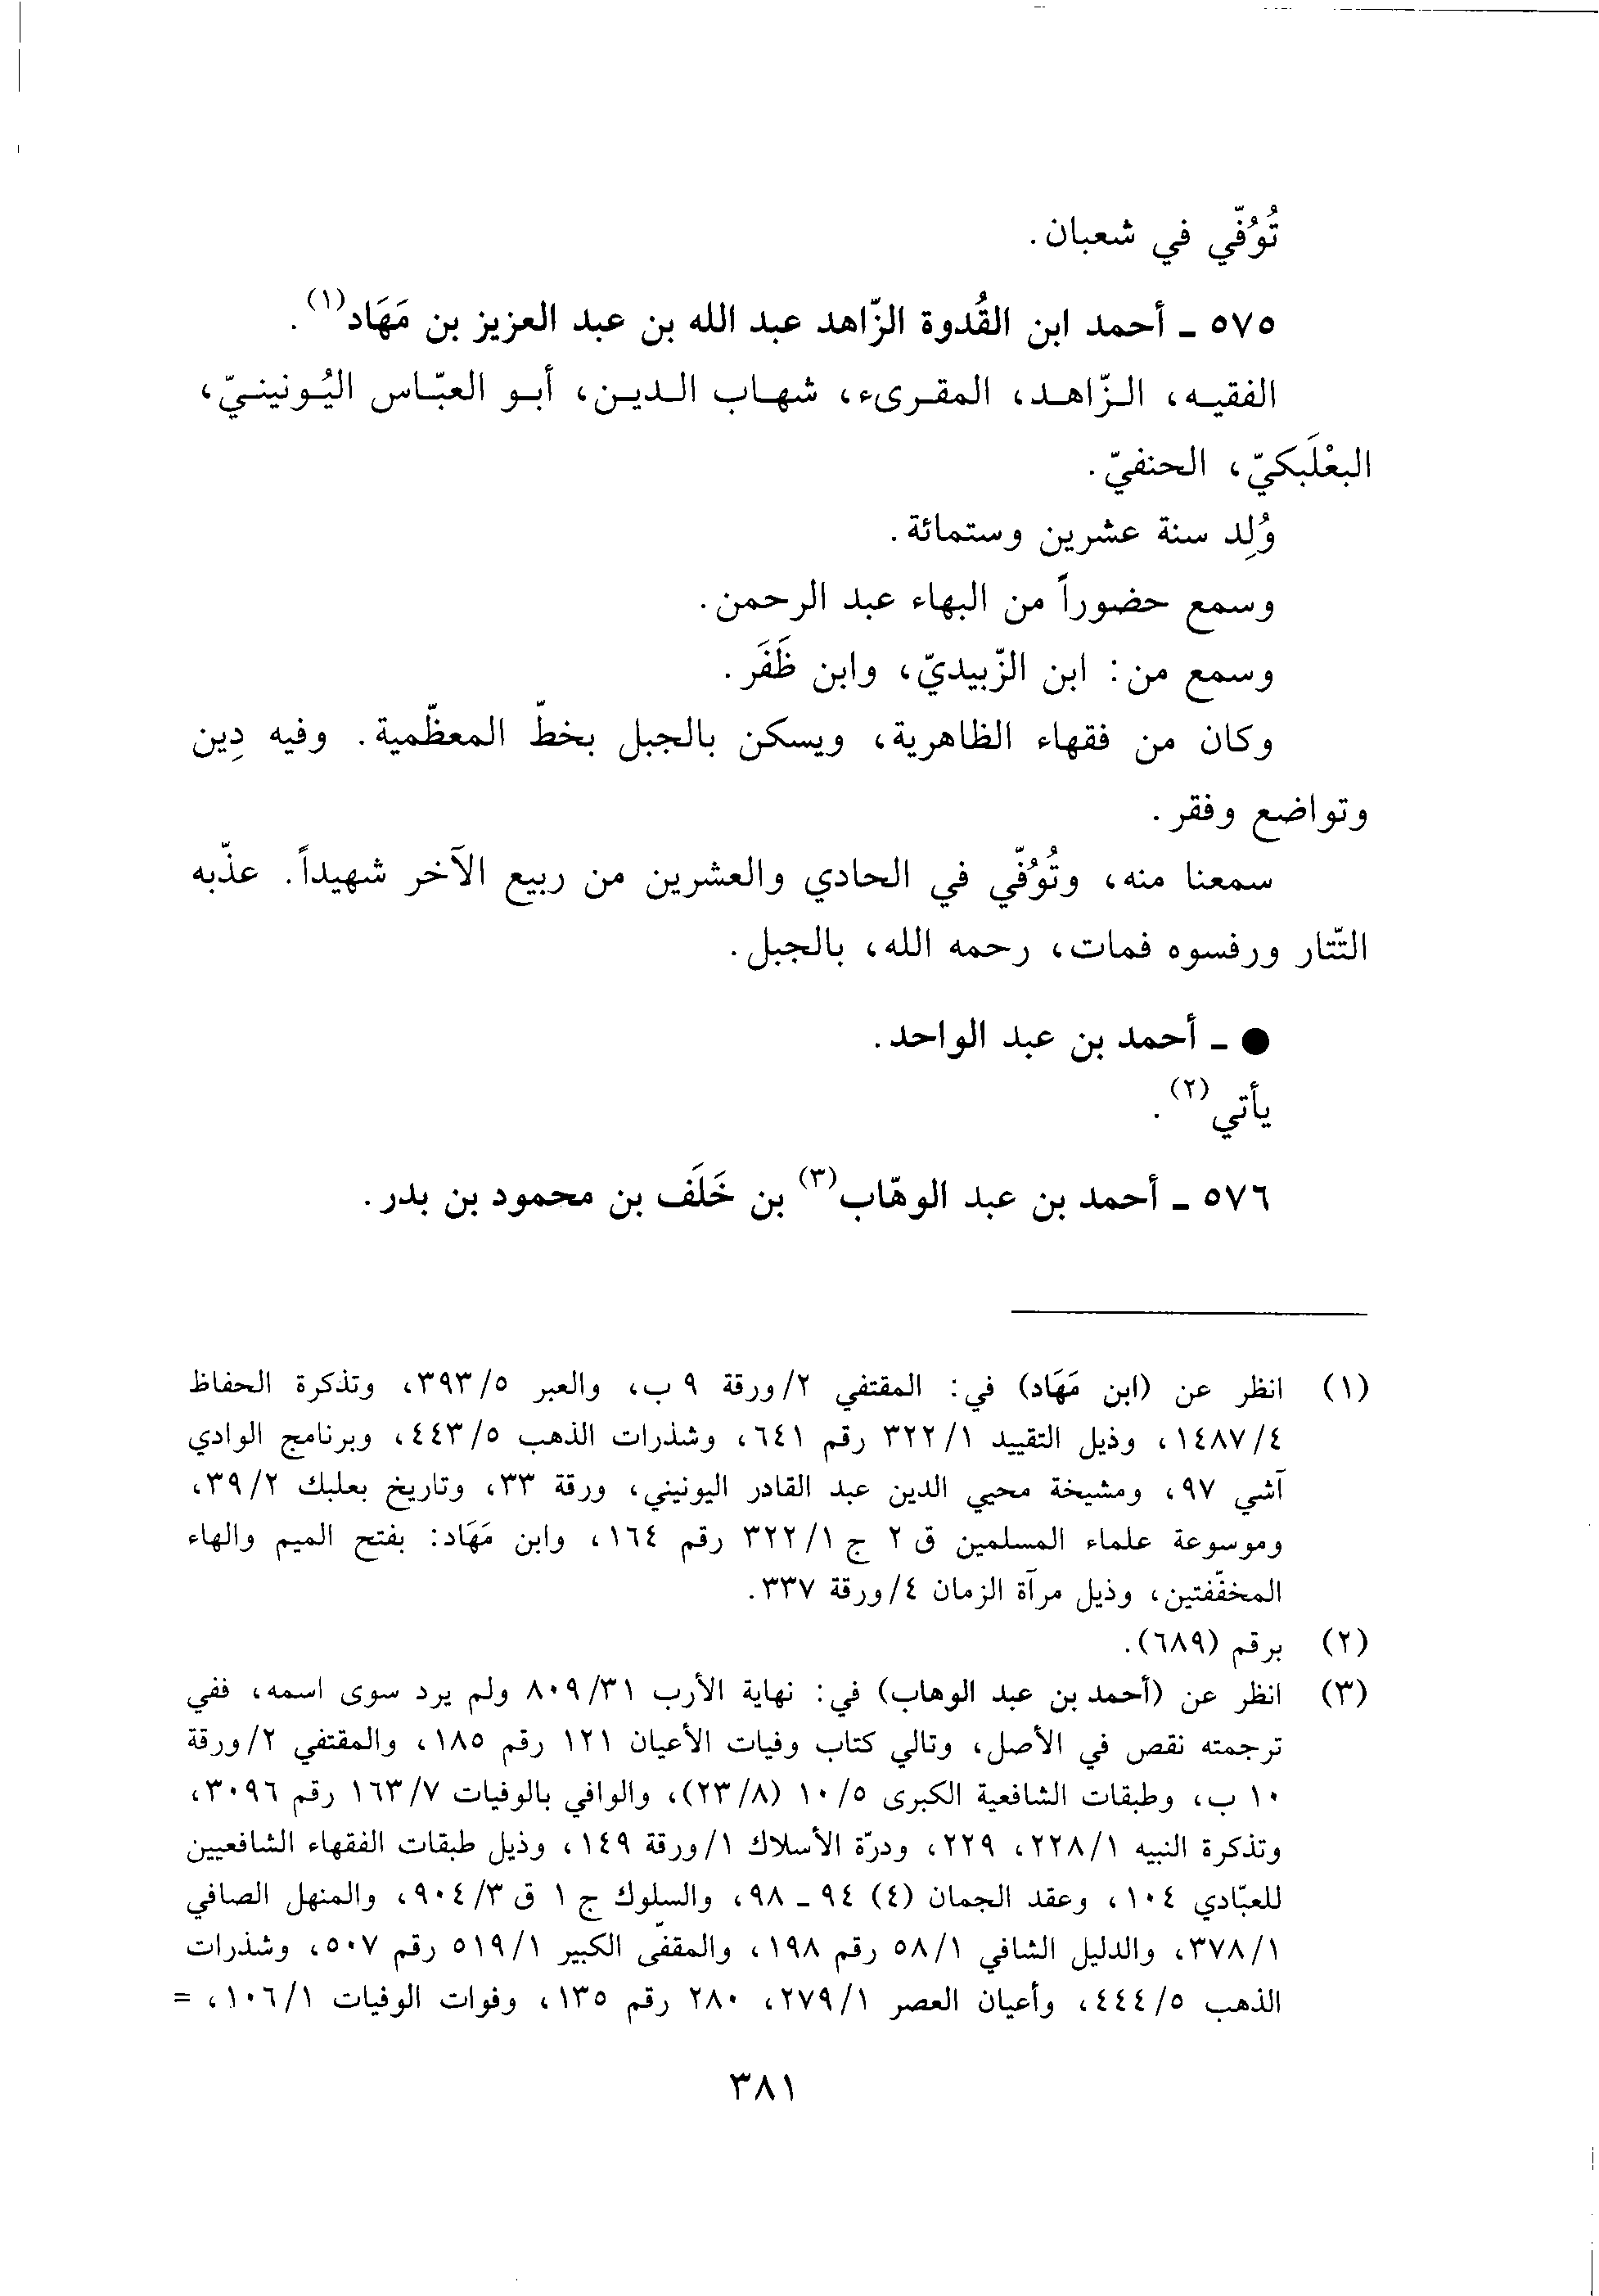 تُوُفّي في شعبان.
٥٧٥ ـ أحمد ابن القُدوة الزّاهد عبد الله بن عبد العزيز بن مَهَاد(١).
الفقيـه، الـزّاهـد، المقـرىء، شهـاب الـديـن، أبـو العبّـاس اليُـونينـيّ،
البعْلَبكيّ، الحنفيّ.
وُلِد سنة عشرين وستمائة.
وسمع حضوراً من البهاء عبد الرحمن.
وسمع من: ابن الزّبيديّ، وابن ظَفَر.
وكان من فقهاء الظاهرية، ويسكن بالجبل بخطّ المعظّمية. وفيه دِين
وتواضع وفقر.
سمعنا منه، وتُوُفّي في الحادي والعشرين من ربيع الآخر شهيداً. عذّبه
التّتار ورفسوه فمات، رحمه الله، بالجبل.
● ـ أحمد بن عبد الواحد.
يأتي(٢).
٥٧٦ ـ أحمد بن عبد الوهّاب(٣) بن خَلَف بن محمود بن بدر.
(١) انظر عن (ابن مَهَاد) في: المقتفي ٢/ورقة ٩ ب، والعبر ٣٩٣/٥، وتذكرة الحفاظ
١٤٨٧/٤، وذيل التقييد ٣٢٢/١ رقم ٦٤١، وشذرات الذهب ٤٤٣/٥، وبرنامج الوادي
آشي ٩٧، ومشيخة محيي الدين عبد القادر اليونيني، ورقة ٣٣، وتاريخ بعلبك ٣٩/٢،
وموسوعة علماء المسلمين ق ٢ ج ٣٢٢/١ رقم ١٦٤، وابن مَهَاد: بفتح الميم والهاء
المخفّفتين، وذيل مرآة الزمان ٤/ورقة ٣٣٧.
(٢) برقم (٦٨٩).
(٣) انظر عن (أحمد بن عبد الوهاب) في: نهاية الأرب ٨٠٩/٣١ ولم يرد سوى اسمه، ففي
ترجمته نقص في الأصل، وتالي كتاب وفيات الأعيان ١٢١ رقم ١٨٥، والمقتفي ٢/ورقة
١٠ ب، وطبقات الشافعية الكبرى ١٠/٥ (٢٣/٨)، والوافي بالوفيات ١٦٣/٧ رقم ٣٠٩٦،
وتذكرة النبيه ٢٢٨/١، ٢٢٩، ودرّة الأسلاك ١/ورقة ١٤٩، وذيل طبقات الفقهاء الشافعيين
للعبّادي ١٠٤، وعقد الجمان (٤) ٩٤ ـ ٩٨، والسلوك ج ١ ق ٩٠٤/٣، والمنهل الصافي
٣٧٨/١، والدليل الشافي ٥٨/١ رقم ١٩٨، والمقفّى الكبير ٥١٩/١ رقم ٥٠٧، وشذرات
الذهب ٤٤٤/٥، وأعيان العصر ٢٧٩/١، ٢٨٠ رقم ١٣٥، وفوات الوفيات ١٠٦/١، =
٣٨١